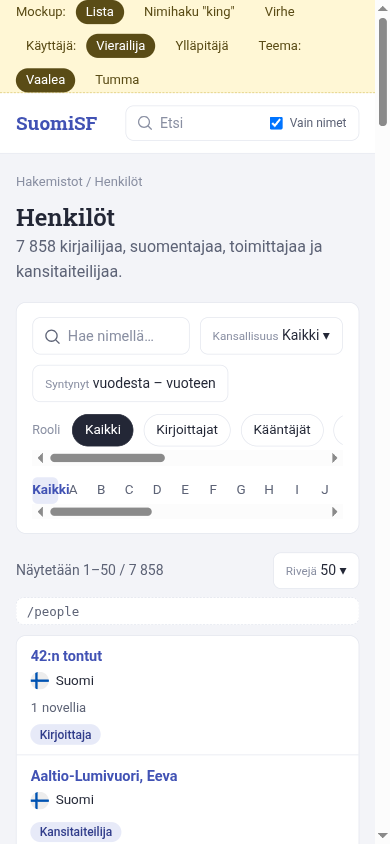 Mockup: Lista Nimihaku "king" Virhe
Käyttäjä: Vierailija Ylläpitäjä Teema:
Vaalea Tumma
SuomiSF Etsi Vain nimet
Hakemistot / Henkilöt
Henkilöt
7 858 kirjailijaa, suomentajaa, toimittajaa ja
kansitaiteilijaa.
Hae nimellä… Kansallisuus Kaikki ▾
Syntynyt vuodesta – vuoteen
Rooli Kaikki Kirjoittajat Kääntäjät
Kaikki A B C D E F G H I J
Näytetään 1–50 / 7 858 Rivejä 50 ▾
/people
42:n tontut
Suomi
1 novellia
Kirjoittaja
Aaltio-Lumivuori, Eeva
Suomi
Kansitaiteilija